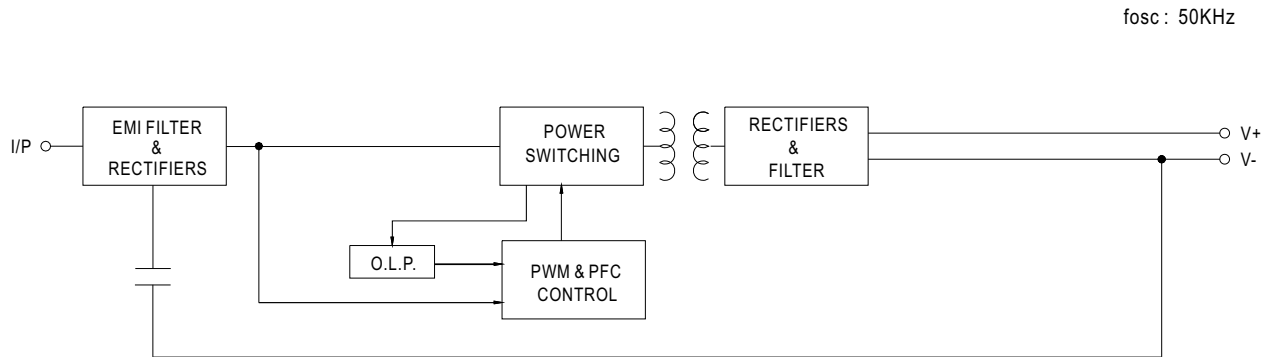 fosc : 50KHz
I/P
EMI FILTER
&
RECTIFIERS
POWER
SWITCHING
RECTIFIERS
&
FILTER
V+
V-
O.L.P.
PWM & PFC
CONTROL